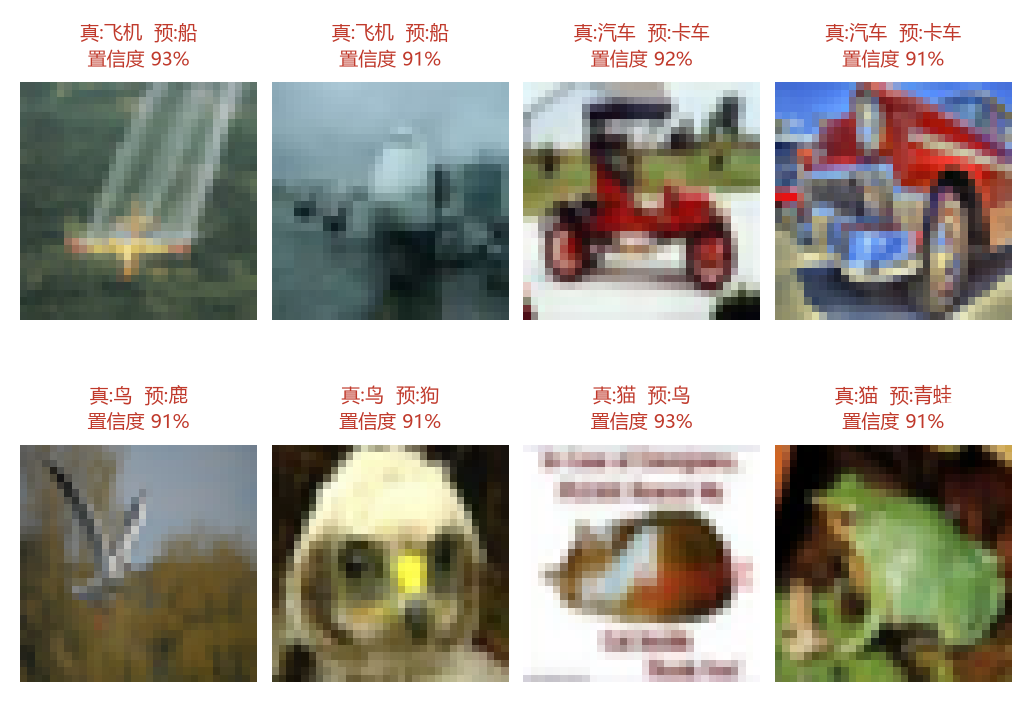 真:飞机  预:船
置信度 93%
真:飞机  预:船
置信度 91%
真:汽车  预:卡车
置信度 92%
真:汽车  预:卡车
置信度 91%
真:鸟  预:鹿
置信度 91%
真:鸟  预:狗
置信度 91%
真:猫  预:鸟
置信度 93%
真:猫  预:青蛙
置信度 91%